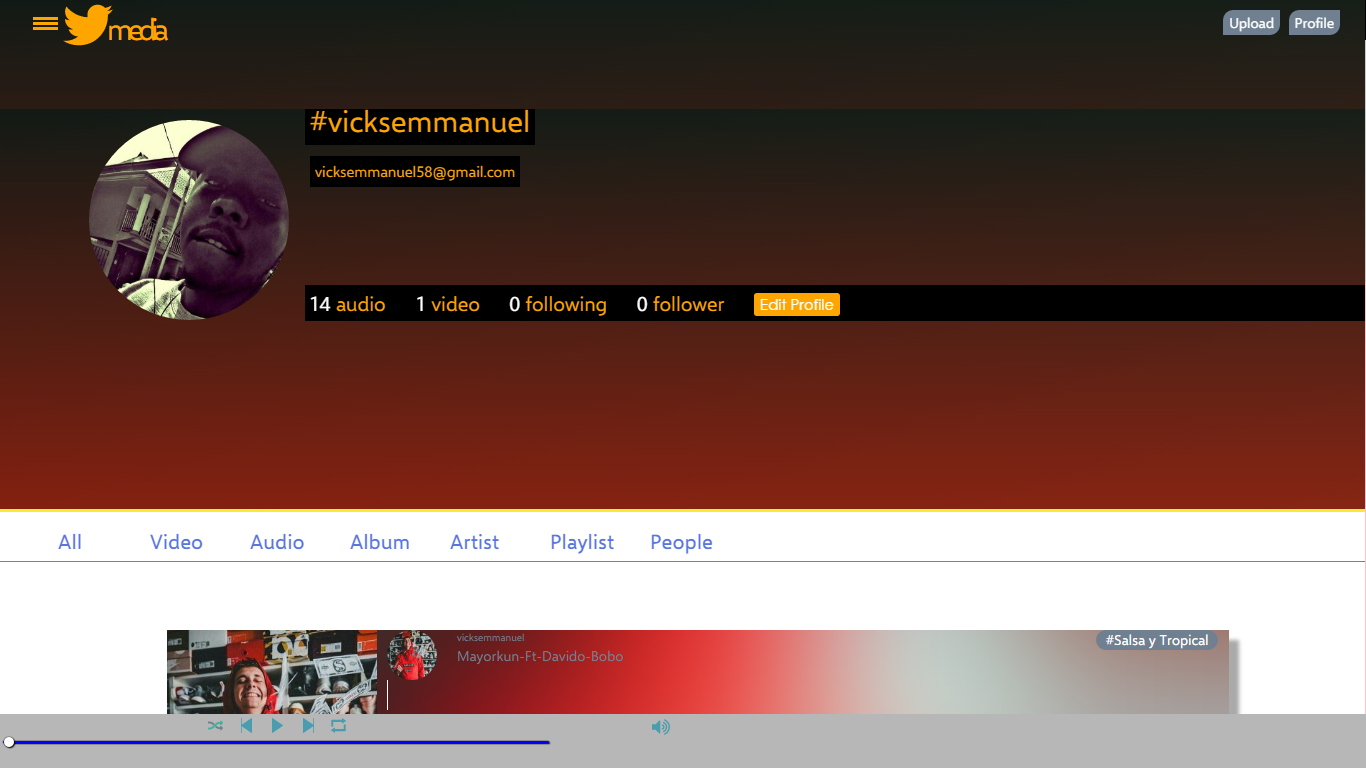 media
Upload Profile
#vicksemmanuel
vicksemmanuel58@gmail.com
14 audio 1 video 0 following 0 follower Edit Profile
All Video Audio Album Artist Playlist People
vicksemmanuel
#Salsa y Tropical
Mayorkun-Ft-Davido-Bobo